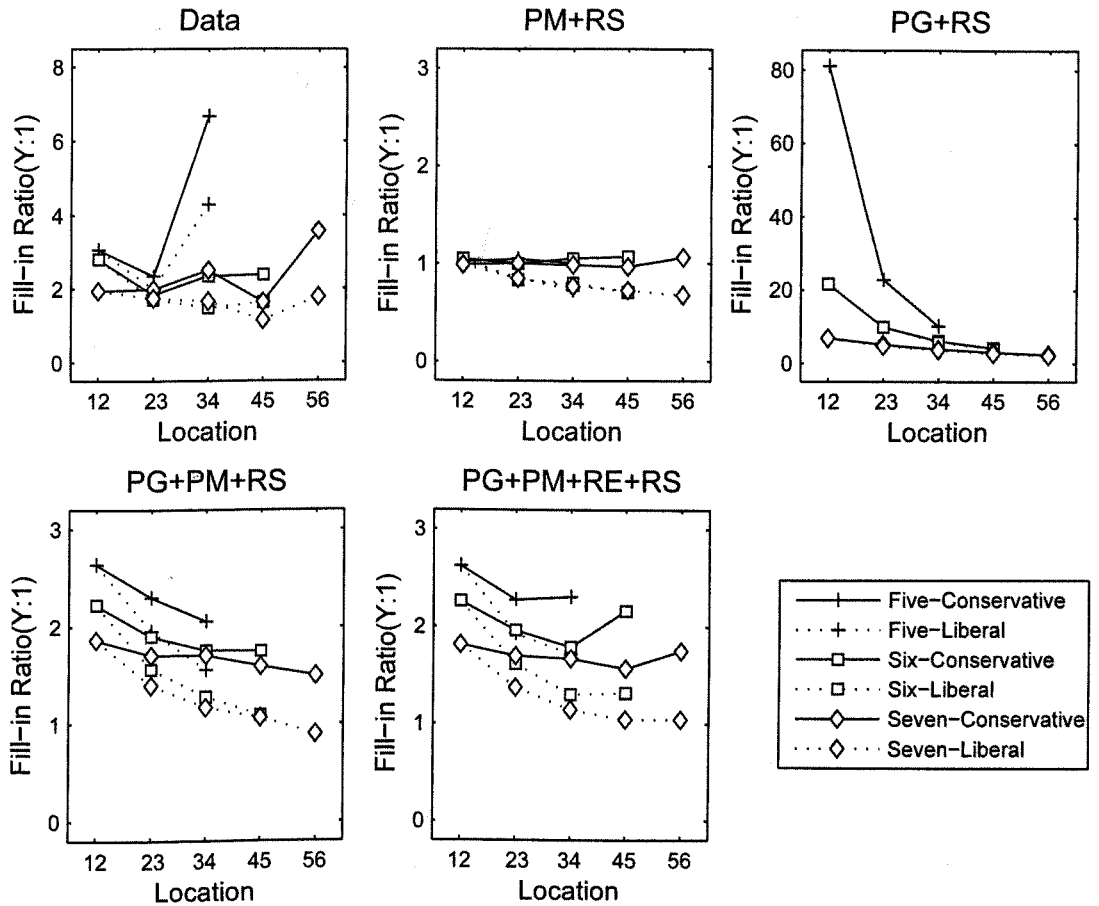 Data
Fill-in Ratio(Y:1)
8
6
4
2
0
12 23 34 45 56
Location
PM+RS
Fill-in Ratio(Y:1)
3
2
1
0
12 23 34 45 56
Location
PG+RS
Fill-in Ratio(Y:1)
80
60
40
20
0
12 23 34 45 56
Location
PG+PM+RS
Fill-in Ratio(Y:1)
3
2
1
0
12 23 34 45 56
Location
PG+PM+RE+RS
Fill-in Ratio(Y:1)
3
2
1
0
12 23 34 45 56
Location
Five-Conservative
Five-Liberal
Six-Conservative
Six-Liberal
Seven-Conservative
Seven-Liberal